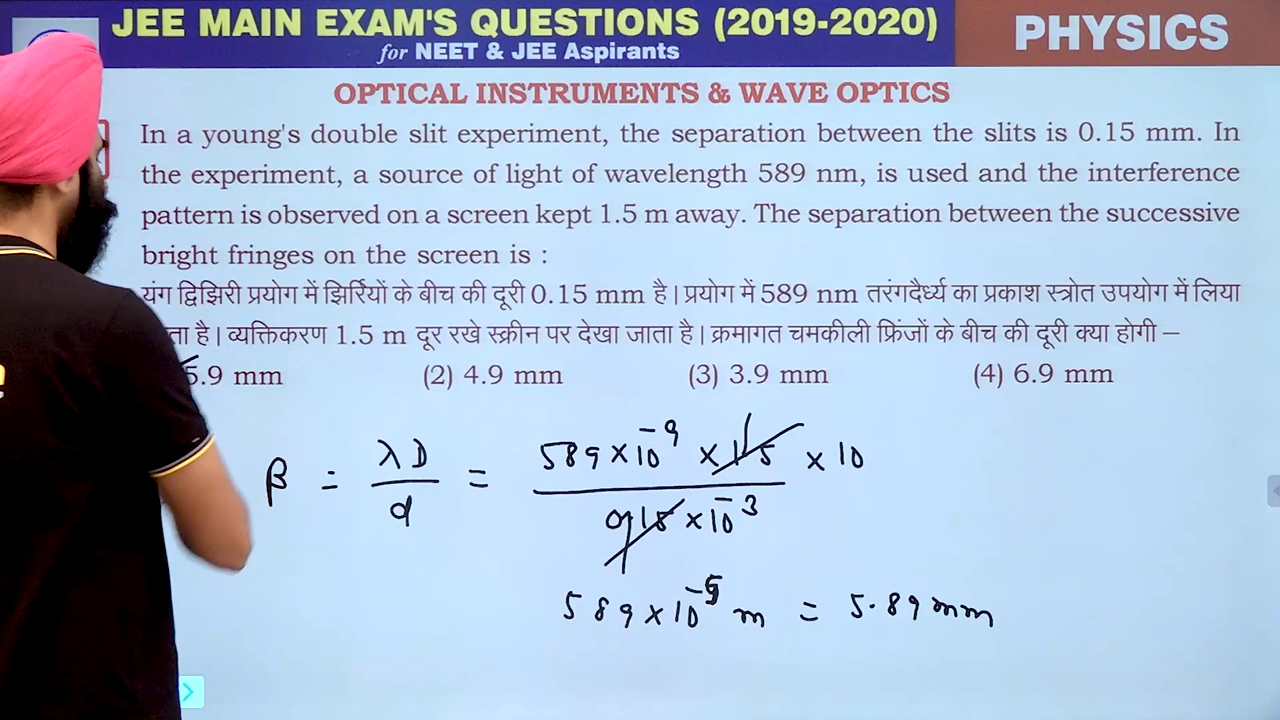 JEE MAIN EXAM'S QUESTIONS (2019-2020)
for NEET & JEE Aspirants
PHYSICS
OPTICAL INSTRUMENTS & WAVE OPTICS
In a young's double slit experiment, the separation between the slits is 0.15 mm. In
the experiment, a source of light of wavelength 589 nm, is used and the interference
pattern is observed on a screen kept 1.5 m away. The separation between the successive
bright fringes on the screen is :
यंग द्विझिरी प्रयोग में झिर्रियों के बीच की दूरी 0.15 mm है। प्रयोग में 589 nm तरंगदैर्ध्य का प्रकाश स्त्रोत उपयोग में लिया
है। व्यक्तिकरण 1.5 m दूर रखे स्क्रीन पर देखा जाता है। क्रमागत चमकीली फ्रिंजों के बीच की दूरी क्या होगी –
5.9 mm (2) 4.9 mm (3) 3.9 mm (4) 6.9 mm
β = λD/d = 589×10⁻⁹ × 1.5 × 10 / 0.15 × 10⁻³
589×10⁻⁵ m = 5.89 mm